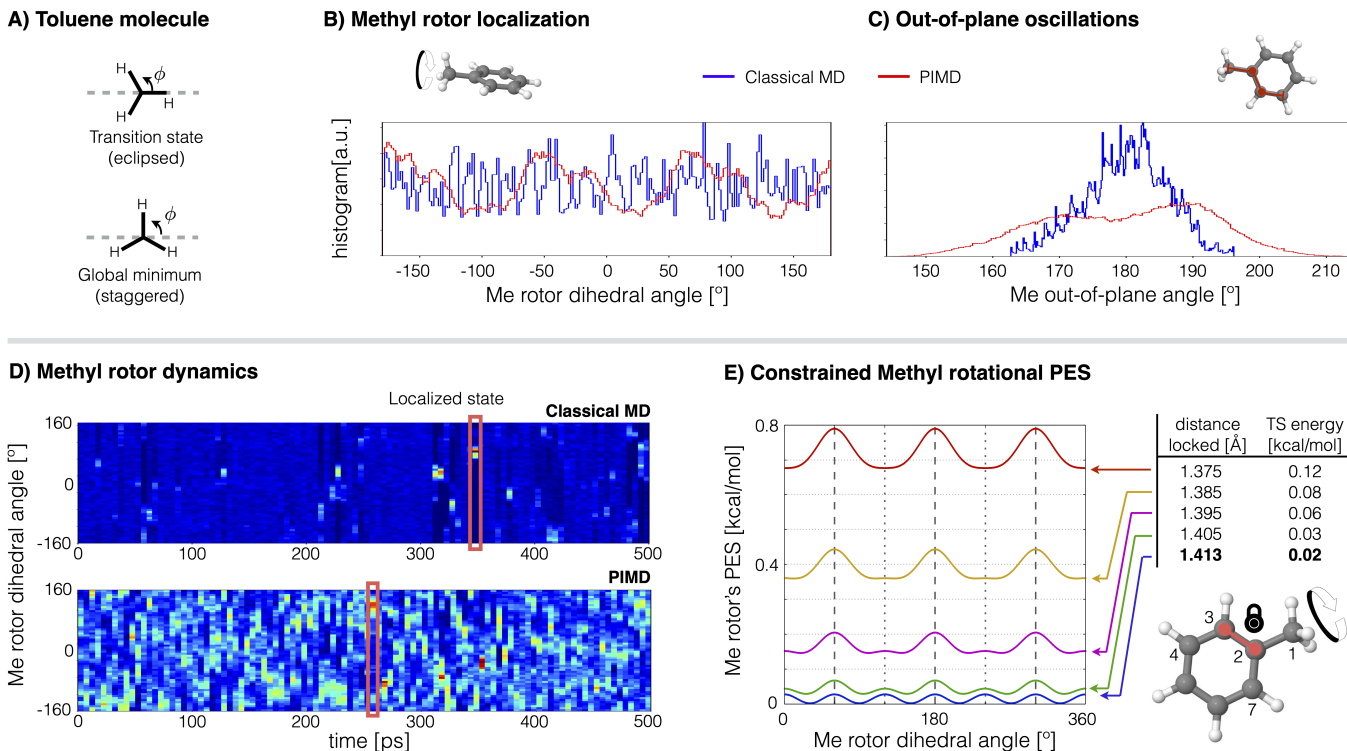 A) Toluene molecule
H
ϕ
H
H
Transition state
(eclipsed)
H
ϕ
H
H
Global minimum
(staggered)
B) Methyl rotor localization
Classical MD
PIMD
histogram[a.u.]
-150
-100
-50
0
50
100
150
Me rotor dihedral angle [º]
C) Out-of-plane oscillations
150
160
170
180
190
200
210
Me out-of-plane angle [º]
D) Methyl rotor dynamics
Localized state
Classical MD
Me rotor dihedral angle [º]
160
0
-160
0
100
200
300
400
500
PIMD
160
0
-160
0
100
200
300
400
500
time [ps]
E) Constrained Methyl rotational PES
Me rotor's PES [kcal/mol]
0.8
0.4
0
0
180
360
Me rotor dihedral angle [º]
distance TS energy
locked [Å] [kcal/mol]
1.375 0.12
1.385 0.08
1.395 0.06
1.405 0.03
1.413 0.02
3
4
2
1
7